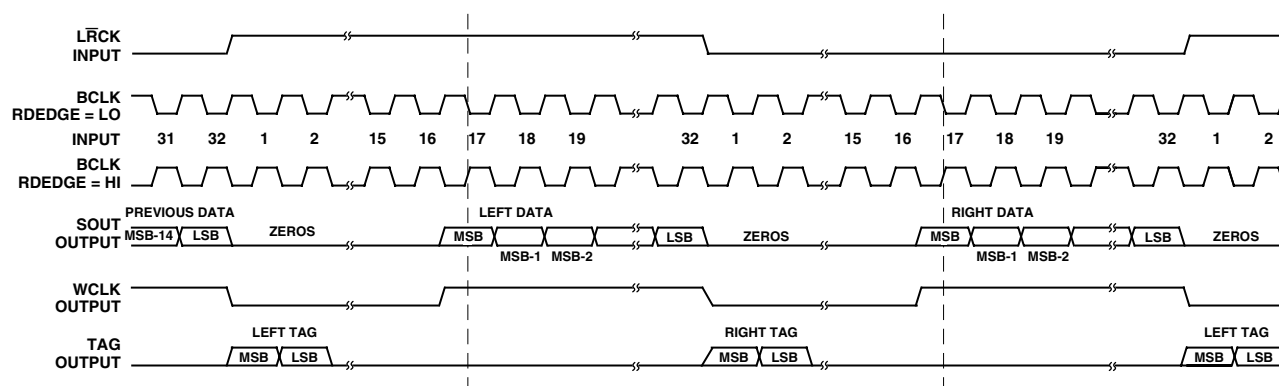 LR̅CK
INPUT
BCLK
RDEDGE = LO
INPUT 31 32 1 2 15 16 17 18 19 32 1 2 15 16 17 18 19 32 1 2
BCLK
RDEDGE = HI
PREVIOUS DATA LEFT DATA RIGHT DATA
SOUT
OUTPUT MSB-14 LSB ZEROS MSB LSB ZEROS MSB LSB ZEROS
MSB-1 MSB-2 MSB-1 MSB-2
WCLK
OUTPUT
LEFT TAG RIGHT TAG LEFT TAG
TAG
OUTPUT MSB LSB MSB LSB MSB LSB